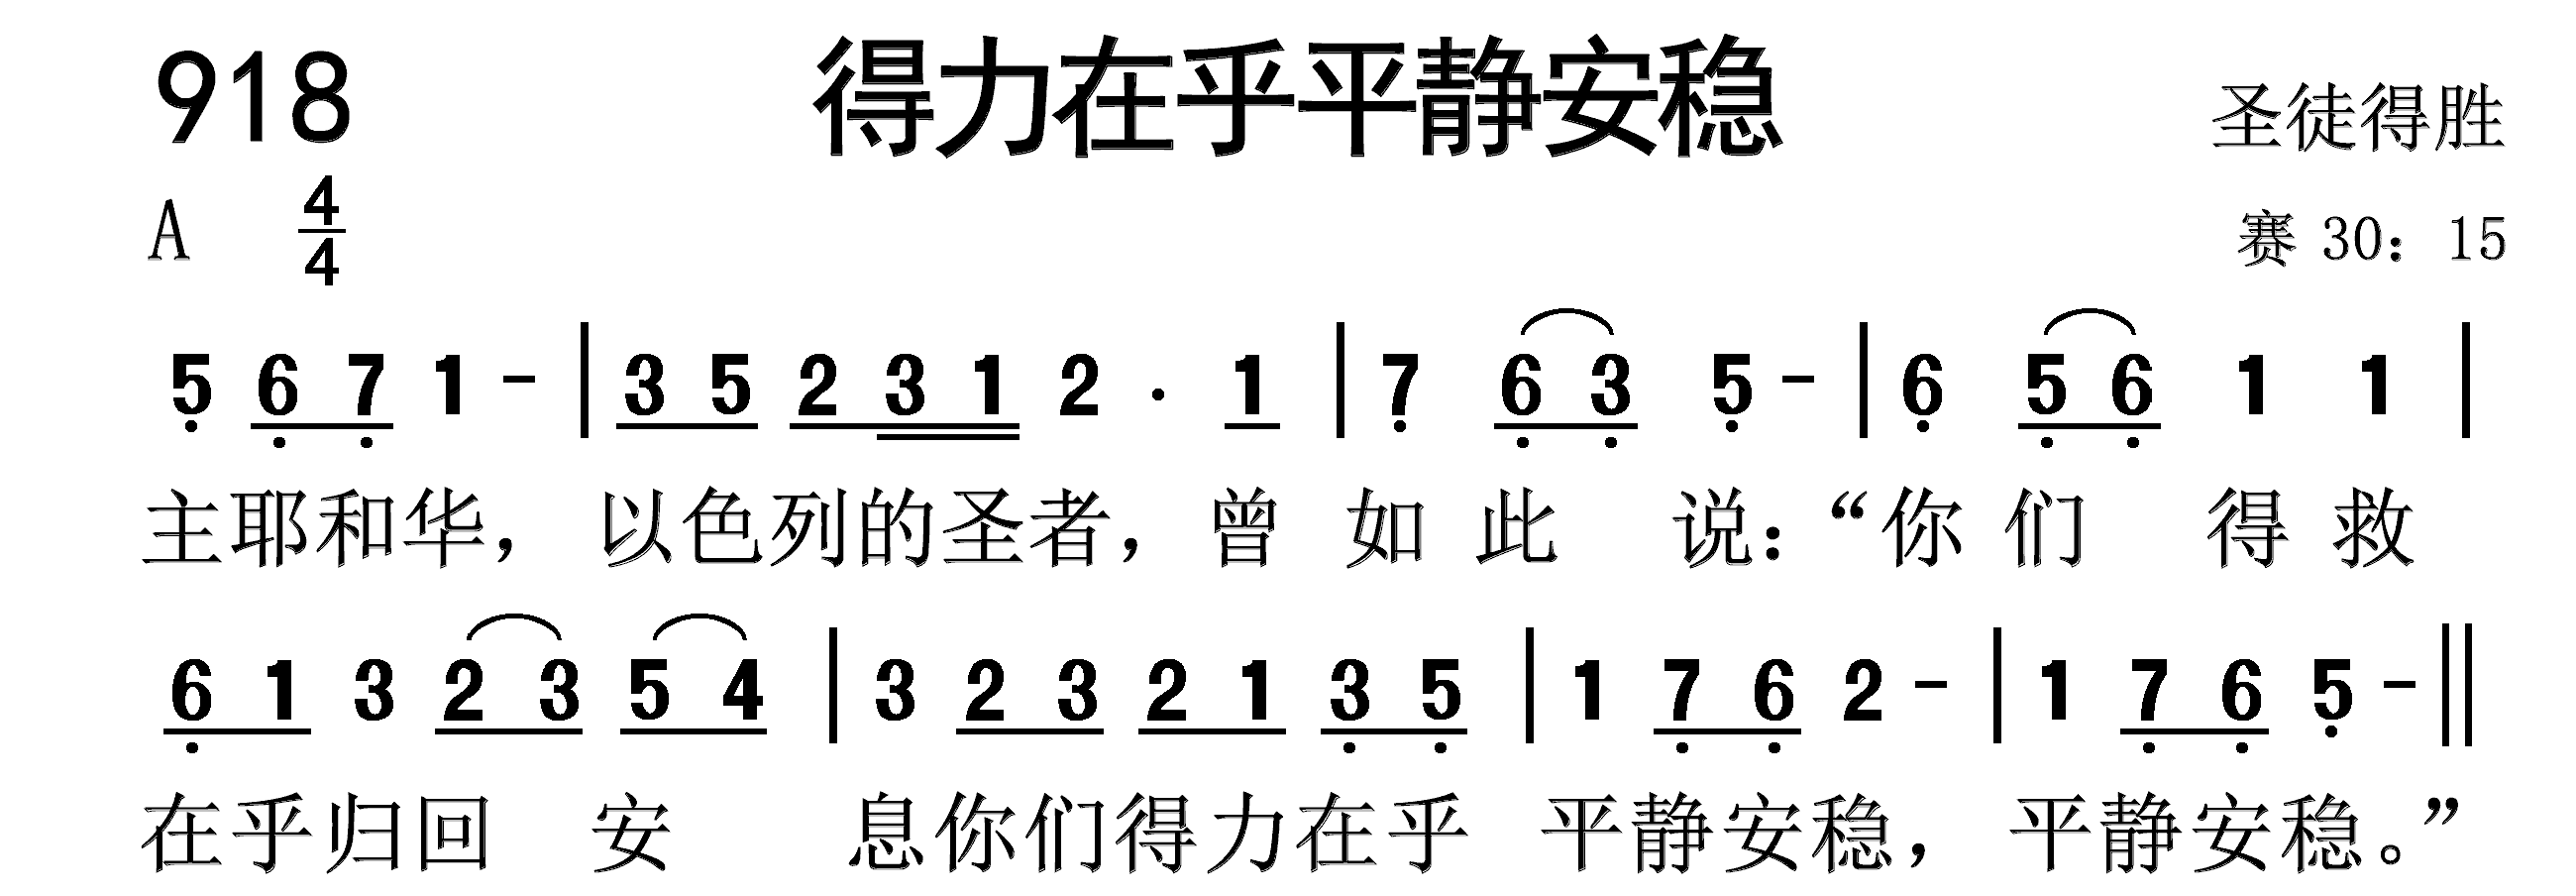 918 得力在乎平静安稳 圣徒得胜
A 4/4 赛 30：15
5 6 7 1 - | 3 5 2 3 1 2 . 1 | 7 6 3 5 - | 6 5 6 1 1 |
主耶和华，以色列的圣者，曾如此说：“你们得救
6 1 3 2 3 5 4 | 3 2 3 2 1 3 5 | 1 7 6 2 - | 1 7 6 5 - ||
在乎归回安息你们得力在乎平静安稳，平静安稳。”